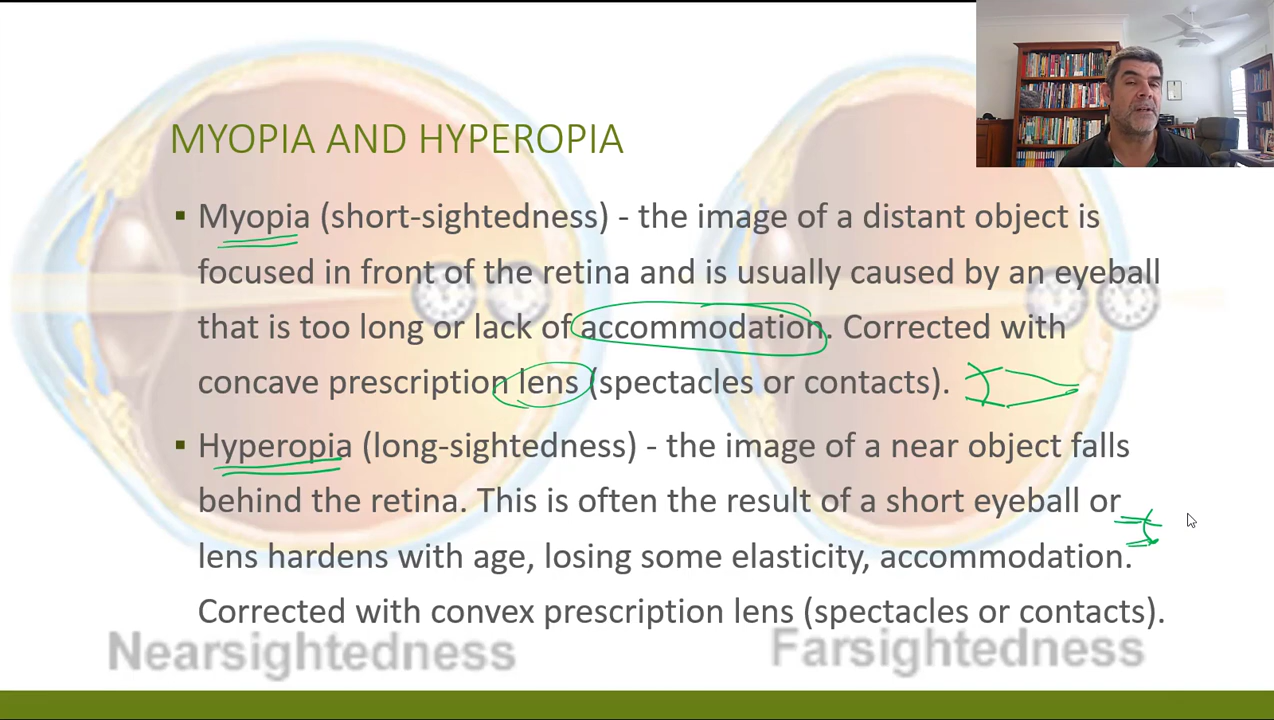 MYOPIA AND HYPEROPIA
▪ Myopia (short-sightedness) - the image of a distant object is
focused in front of the retina and is usually caused by an eyeball
that is too long or lack of accommodation. Corrected with
concave prescription lens (spectacles or contacts).
▪ Hyperopia (long-sightedness) - the image of a near object falls
behind the retina. This is often the result of a short eyeball or
lens hardens with age, losing some elasticity, accommodation.
Corrected with convex prescription lens (spectacles or contacts).
Nearsightedness
Farsightedness